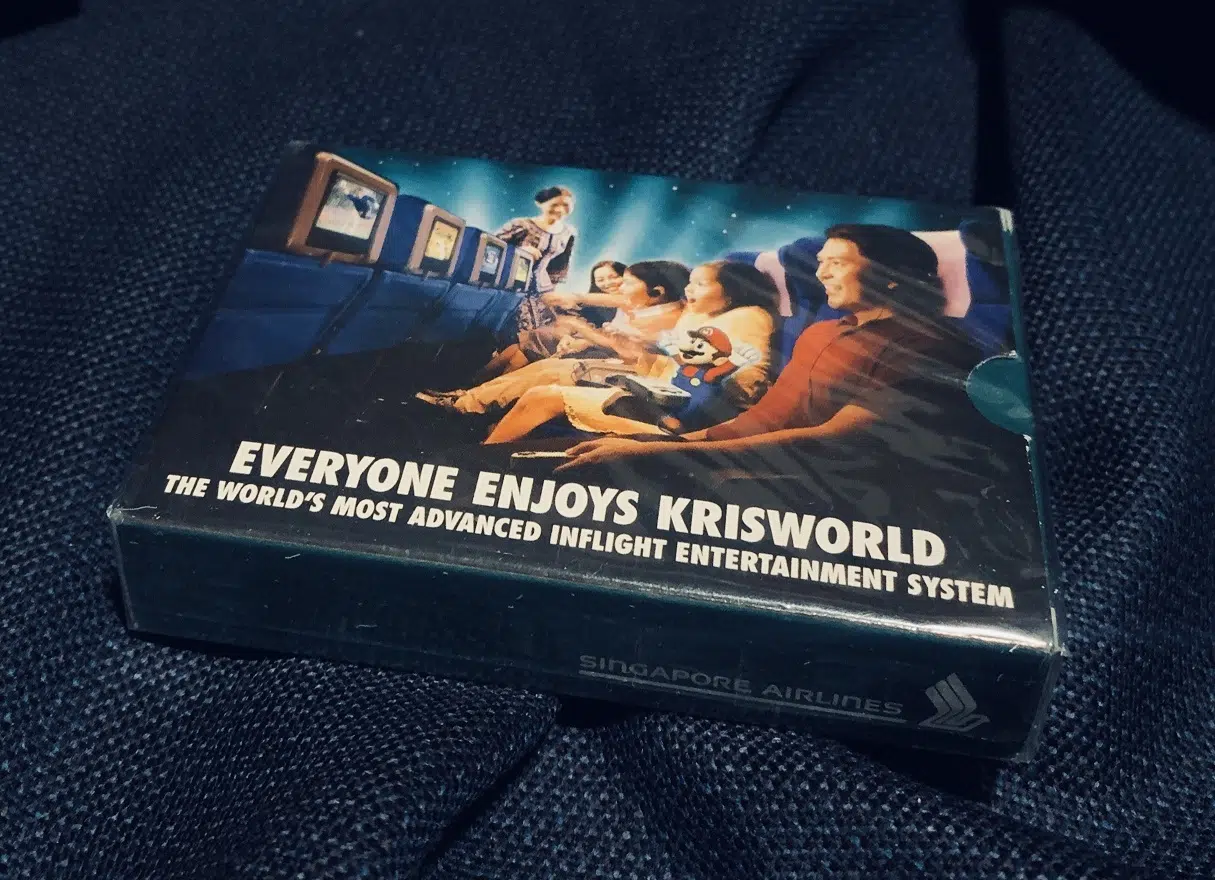 EVERYONE ENJOYS KRISWORLD
THE WORLD'S MOST ADVANCED INFLIGHT ENTERTAINMENT SYSTEM
SINGAPORE AIRLINES